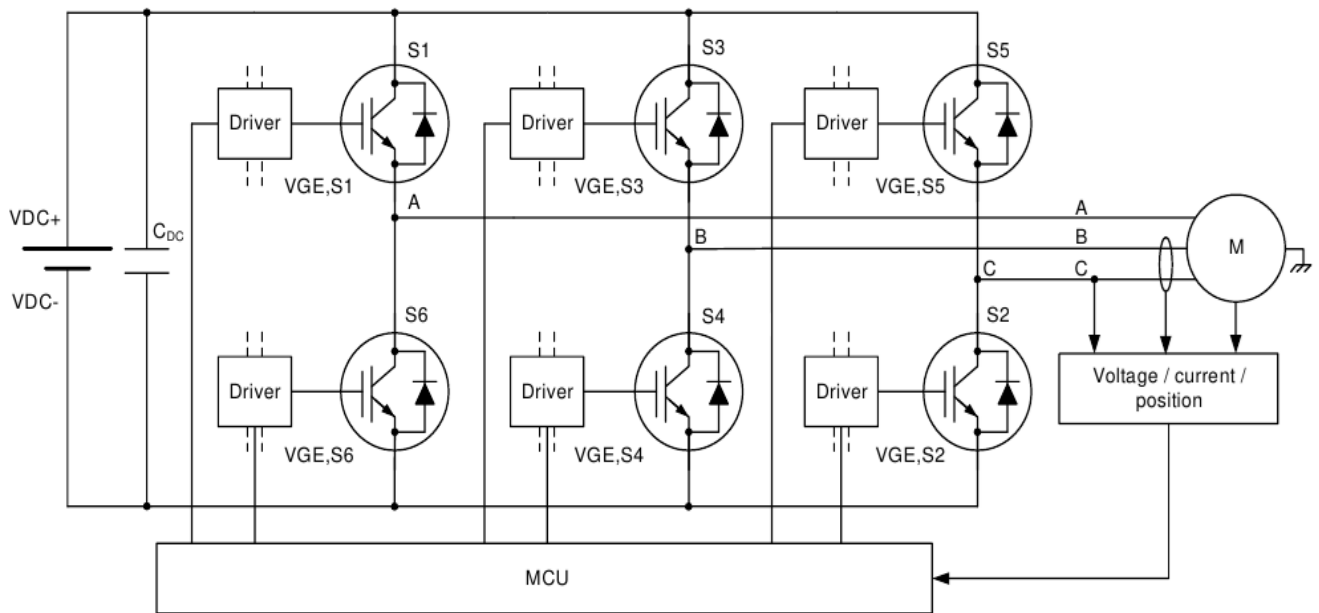 S1
S3
S5
Driver
Driver
Driver
VGE,S1
VGE,S3
VGE,S5
A
A
VDC+
CDC
B
B
M
C
C
VDC-
S6
S4
S2
Driver
Driver
Driver
Voltage / current /
position
VGE,S6
VGE,S4
VGE,S2
MCU